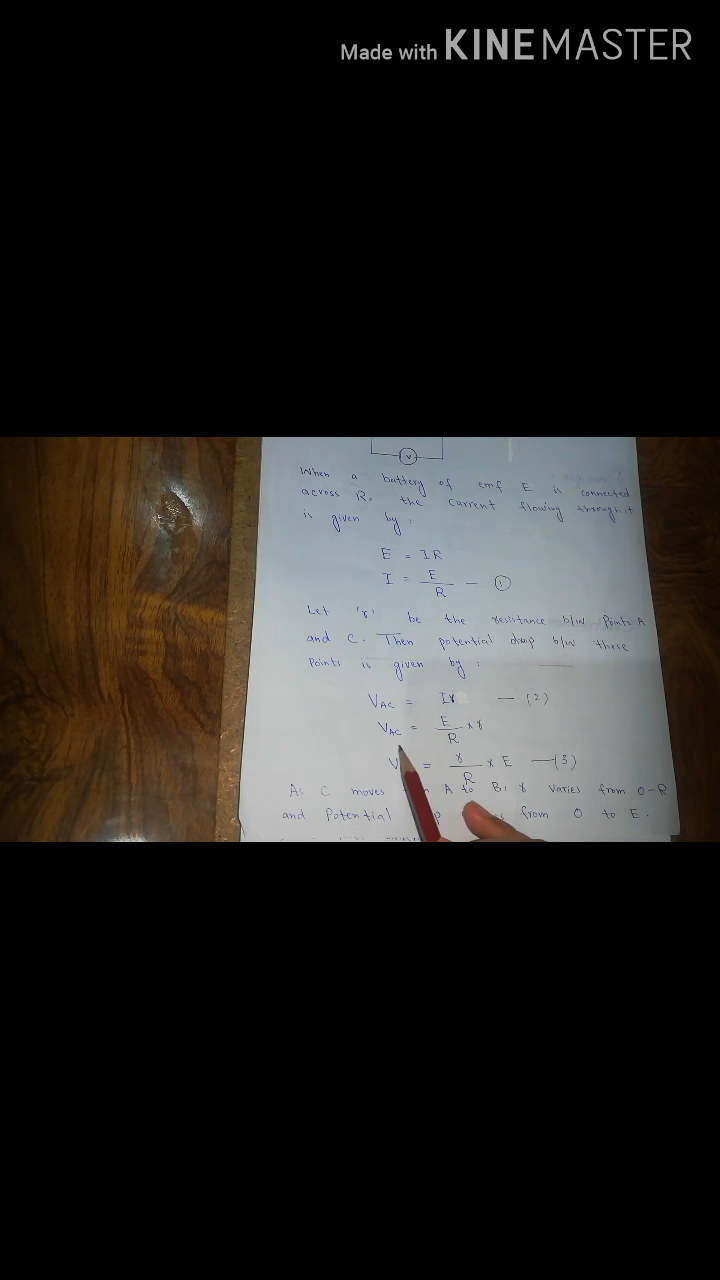 Made with KINEMASTER
V
When a battery of emf E is connected
across R, the current flowing through it
is given by:
E = IR
I = E/R — (1)
Let 'r' be the resistance b/w Points A
and C. Then potential drop b/w these
Points is given by:
VAC = Ir — (2)
VAC = E/R × r
V = r/R × E — (3)
As C moves A to B, r varies from 0-R
and Potential from 0 to E.